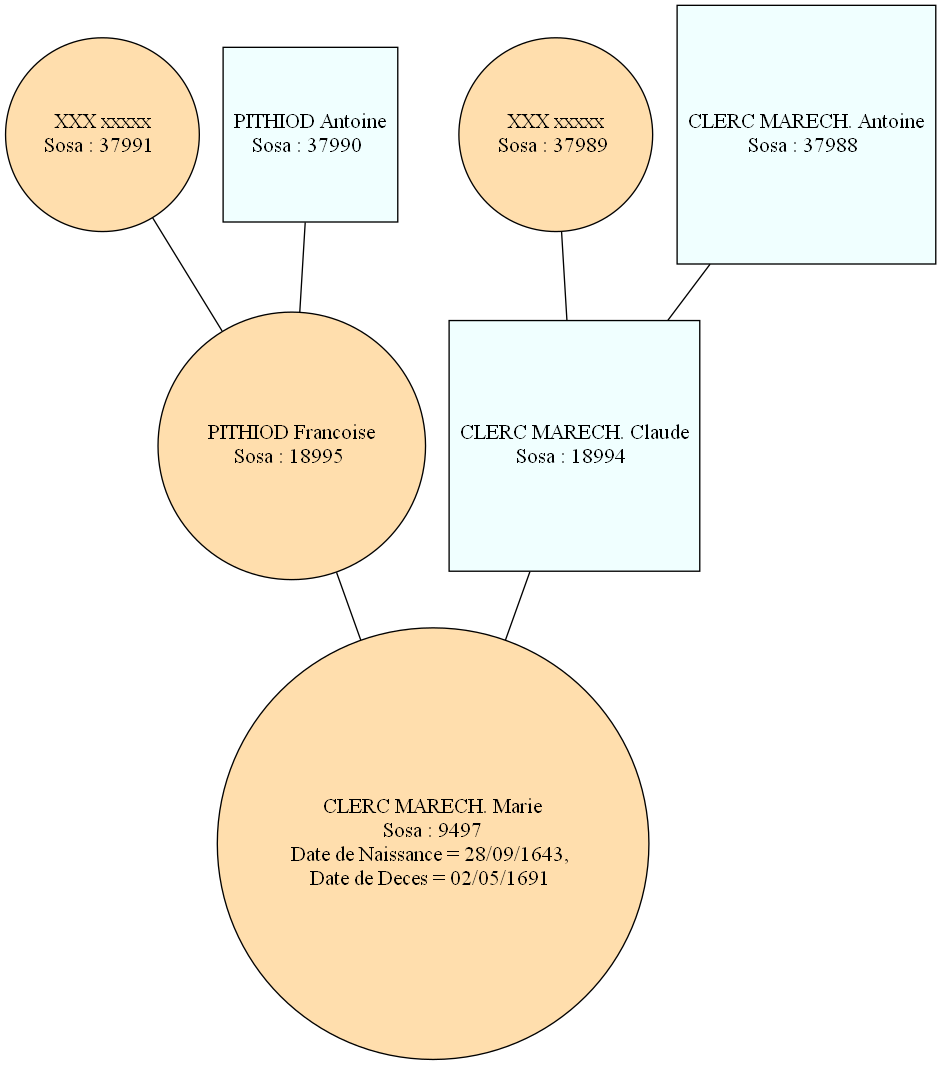 XXX xxxxx
Sosa : 37991
PITHIOD Antoine
Sosa : 37990
XXX xxxxx
Sosa : 37989
CLERC MARECH. Antoine
Sosa : 37988
PITHIOD Francoise
Sosa : 18995
CLERC MARECH. Claude
Sosa : 18994
CLERC MARECH. Marie
Sosa : 9497
Date de Naissance = 28/09/1643,
Date de Deces = 02/05/1691